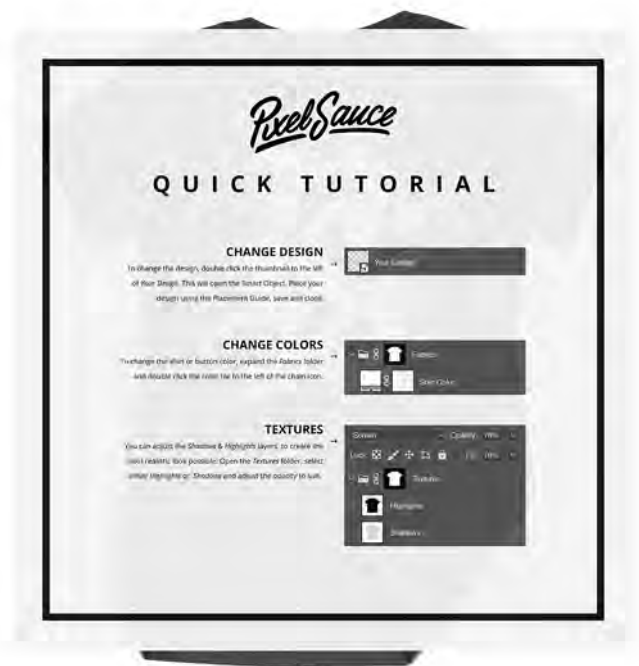 PixelSauce
QUICK TUTORIAL
CHANGE DESIGN
To change the design, double click the thumbnail to the left
of Your Design. This will open the Smart Object. Place your
design using the Placement Guide, save and close.
Your Design
CHANGE COLORS
To change the shirt or button color, expand the Fabrics folder
and double click the color tile to the left of the chain icon.
Fabrics
Shirt Color
TEXTURES
You can adjust the Shadows & Highlights layers, to create the
most realistic look possible. Open the Textures folder, select
either Highlights or Shadows and adjust the opacity to suit.
Screen Opacity: 70%
Lock: Fill: 70%
Textures
Highlights
Shadows